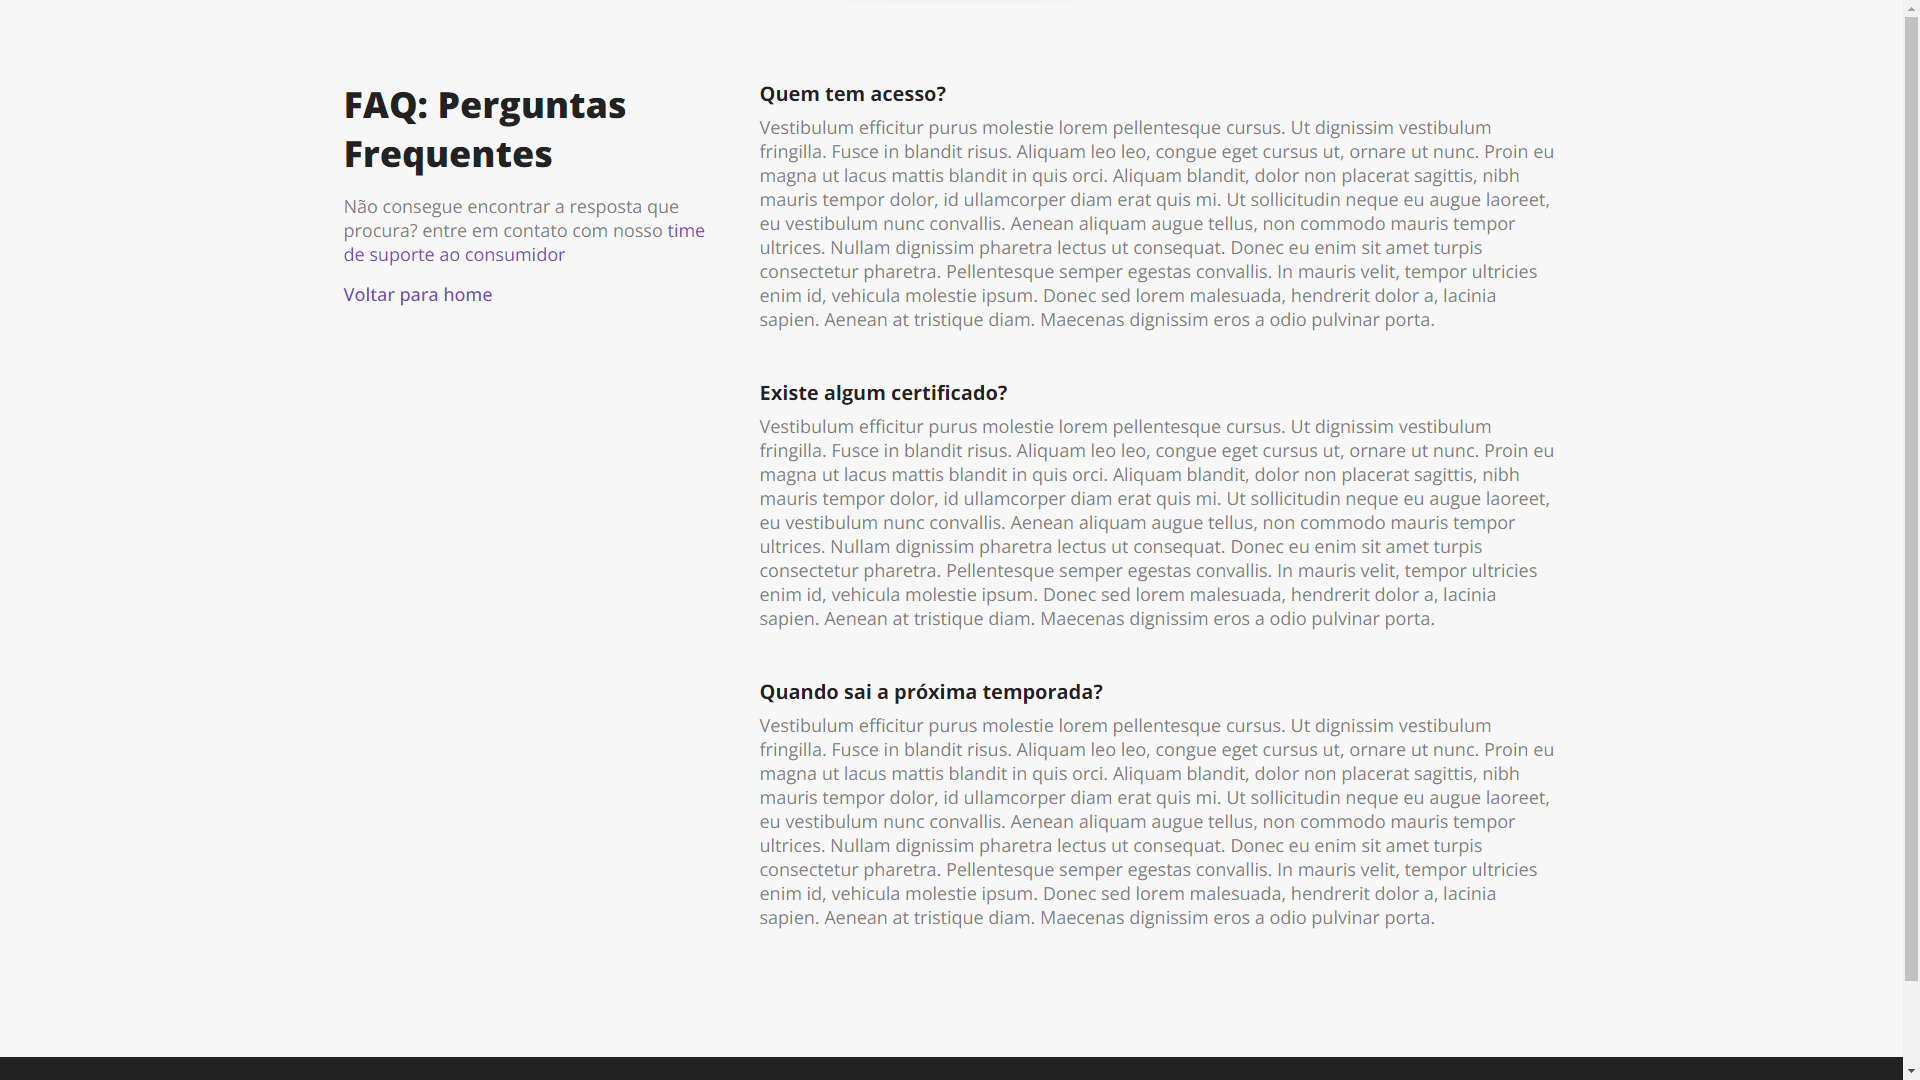 FAQ: Perguntas
Frequentes
Não consegue encontrar a resposta que
procura? entre em contato com nosso time
de suporte ao consumidor
Voltar para home
Quem tem acesso?
Vestibulum efficitur purus molestie lorem pellentesque cursus. Ut dignissim vestibulum
fringilla. Fusce in blandit risus. Aliquam leo leo, congue eget cursus ut, ornare ut nunc. Proin eu
magna ut lacus mattis blandit in quis orci. Aliquam blandit, dolor non placerat sagittis, nibh
mauris tempor dolor, id ullamcorper diam erat quis mi. Ut sollicitudin neque eu augue laoreet,
eu vestibulum nunc convallis. Aenean aliquam augue tellus, non commodo mauris tempor
ultrices. Nullam dignissim pharetra lectus ut consequat. Donec eu enim sit amet turpis
consectetur pharetra. Pellentesque semper egestas convallis. In mauris velit, tempor ultricies
enim id, vehicula molestie ipsum. Donec sed lorem malesuada, hendrerit dolor a, lacinia
sapien. Aenean at tristique diam. Maecenas dignissim eros a odio pulvinar porta.
Existe algum certificado?
Vestibulum efficitur purus molestie lorem pellentesque cursus. Ut dignissim vestibulum
fringilla. Fusce in blandit risus. Aliquam leo leo, congue eget cursus ut, ornare ut nunc. Proin eu
magna ut lacus mattis blandit in quis orci. Aliquam blandit, dolor non placerat sagittis, nibh
mauris tempor dolor, id ullamcorper diam erat quis mi. Ut sollicitudin neque eu augue laoreet,
eu vestibulum nunc convallis. Aenean aliquam augue tellus, non commodo mauris tempor
ultrices. Nullam dignissim pharetra lectus ut consequat. Donec eu enim sit amet turpis
consectetur pharetra. Pellentesque semper egestas convallis. In mauris velit, tempor ultricies
enim id, vehicula molestie ipsum. Donec sed lorem malesuada, hendrerit dolor a, lacinia
sapien. Aenean at tristique diam. Maecenas dignissim eros a odio pulvinar porta.
Quando sai a próxima temporada?
Vestibulum efficitur purus molestie lorem pellentesque cursus. Ut dignissim vestibulum
fringilla. Fusce in blandit risus. Aliquam leo leo, congue eget cursus ut, ornare ut nunc. Proin eu
magna ut lacus mattis blandit in quis orci. Aliquam blandit, dolor non placerat sagittis, nibh
mauris tempor dolor, id ullamcorper diam erat quis mi. Ut sollicitudin neque eu augue laoreet,
eu vestibulum nunc convallis. Aenean aliquam augue tellus, non commodo mauris tempor
ultrices. Nullam dignissim pharetra lectus ut consequat. Donec eu enim sit amet turpis
consectetur pharetra. Pellentesque semper egestas convallis. In mauris velit, tempor ultricies
enim id, vehicula molestie ipsum. Donec sed lorem malesuada, hendrerit dolor a, lacinia
sapien. Aenean at tristique diam. Maecenas dignissim eros a odio pulvinar porta.